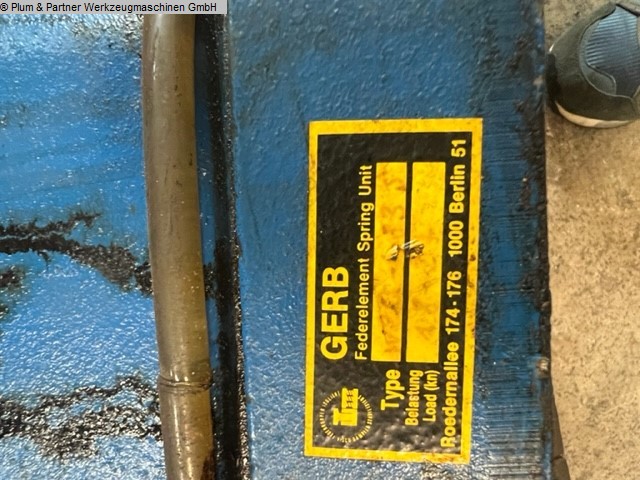 © Plum & Partner Werkzeugmaschinen GmbH
GERB
Federelement Spring Unit
Type
Belastung
Load (kn)
Roedernallee 174-176 1000 Berlin 51